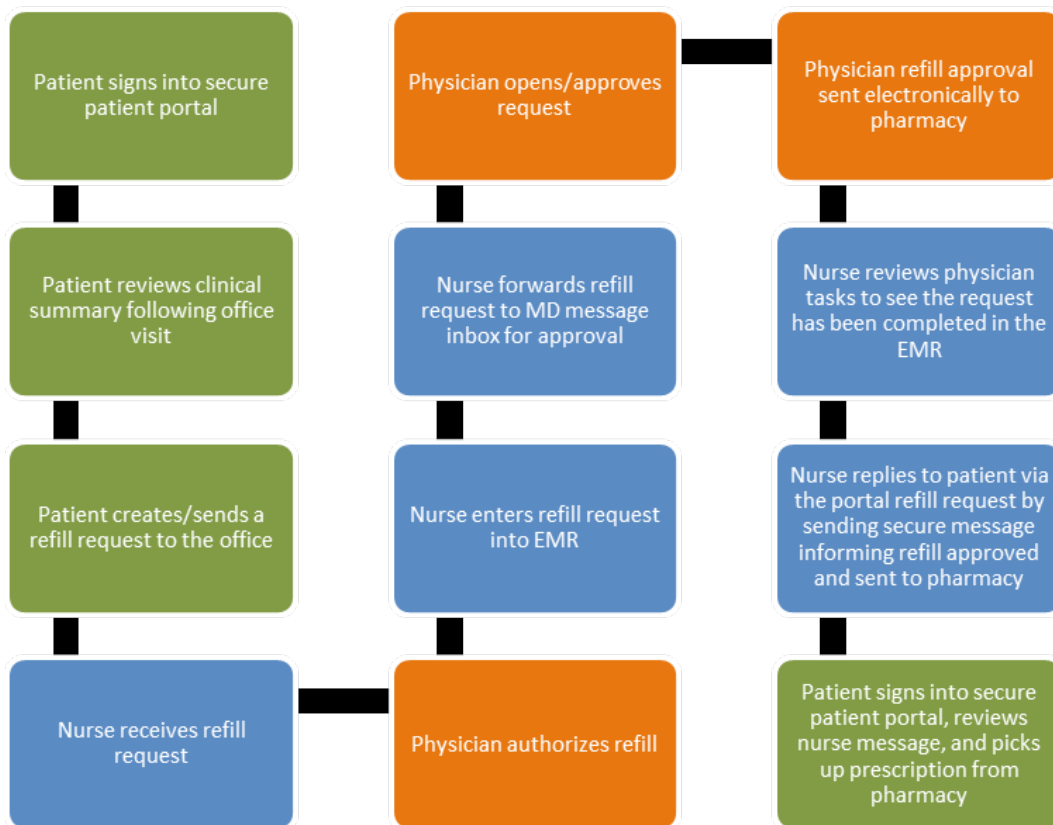 Patient signs into secure
patient portal
Patient reviews clinical
summary following office
visit
Patient creates/sends a
refill request to the office
Nurse receives refill
request
Physician authorizes refill
Nurse enters refill request
into EMR
Nurse forwards refill
request to MD message
inbox for approval
Physician opens/approves
request
Physician refill approval
sent electronically to
pharmacy
Nurse reviews physician
tasks to see the request
has been completed in the
EMR
Nurse replies to patient via
the portal refill request by
sending secure message
informing refill approved
and sent to pharmacy
Patient signs into secure
patient portal, reviews
nurse message, and picks
up prescription from
pharmacy